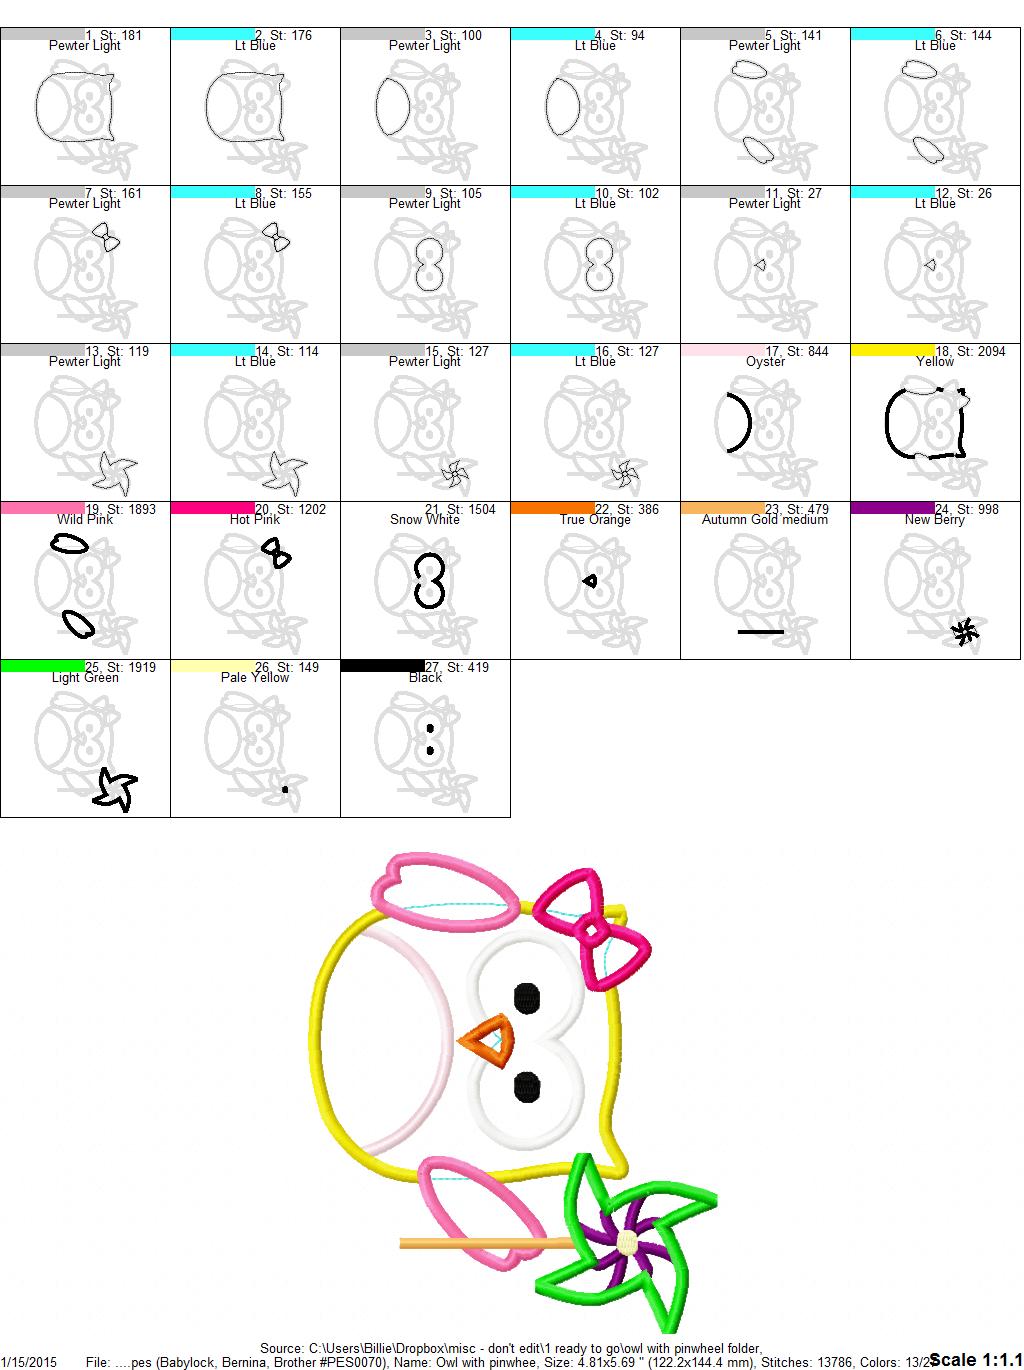 1, St: 181
Pewter Light
2, St: 176
Lt Blue
3, St: 100
Pewter Light
4, St: 94
Lt Blue
5, St: 141
Pewter Light
6, St: 144
Lt Blue
7, St: 161
Pewter Light
8, St: 155
Lt Blue
9, St: 105
Pewter Light
10, St: 102
Lt Blue
11, St: 27
Pewter Light
12, St: 26
Lt Blue
13, St: 119
Pewter Light
14, St: 114
Lt Blue
15, St: 127
Pewter Light
16, St: 127
Lt Blue
17, St: 844
Oyster
18, St: 2094
Yellow
19, St: 1893
Wild Pink
20, St: 1202
Hot Pink
21, St: 1504
Snow White
22, St: 386
True Orange
23, St: 479
Autumn Gold medium
24, St: 998
New Berry
25, St: 1919
Light Green
26, St: 149
Pale Yellow
27, St: 419
Black
Source: C:\Users\Billie\Dropbox\misc - don't edit\1 ready to go\owl with pinwheel folder,
1/15/2015 File: ....pes (Babylock, Bernina, Brother #PES0070), Name: Owl with pinwhee, Size: 4.81x5.69 " (122.2x144.4 mm), Stitches: 13786, Colors: 13/2 Scale 1:1.1